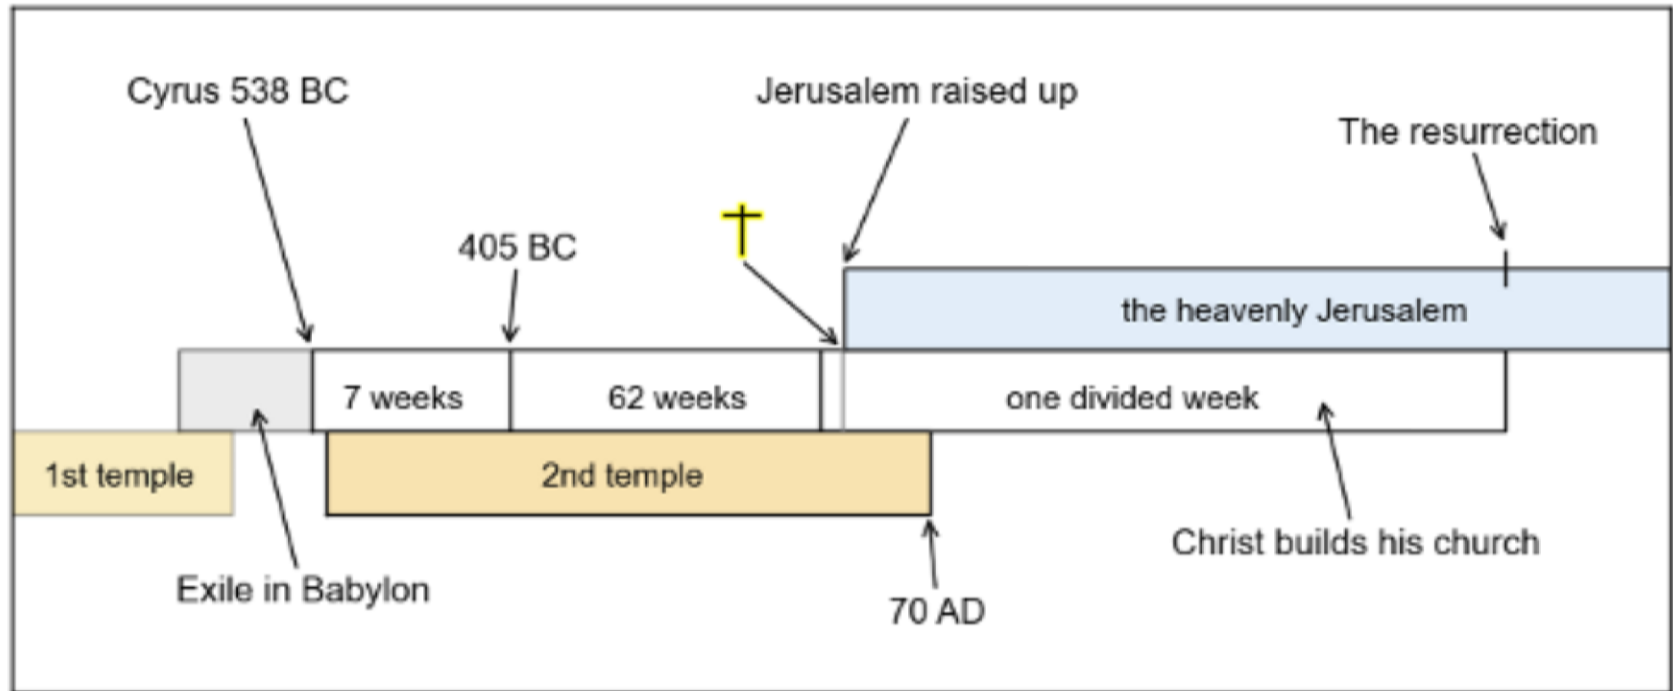 Cyrus 538 BC
Jerusalem raised up
The resurrection
405 BC
the heavenly Jerusalem
7 weeks
62 weeks
one divided week
1st temple
2nd temple
Christ builds his church
Exile in Babylon
70 AD